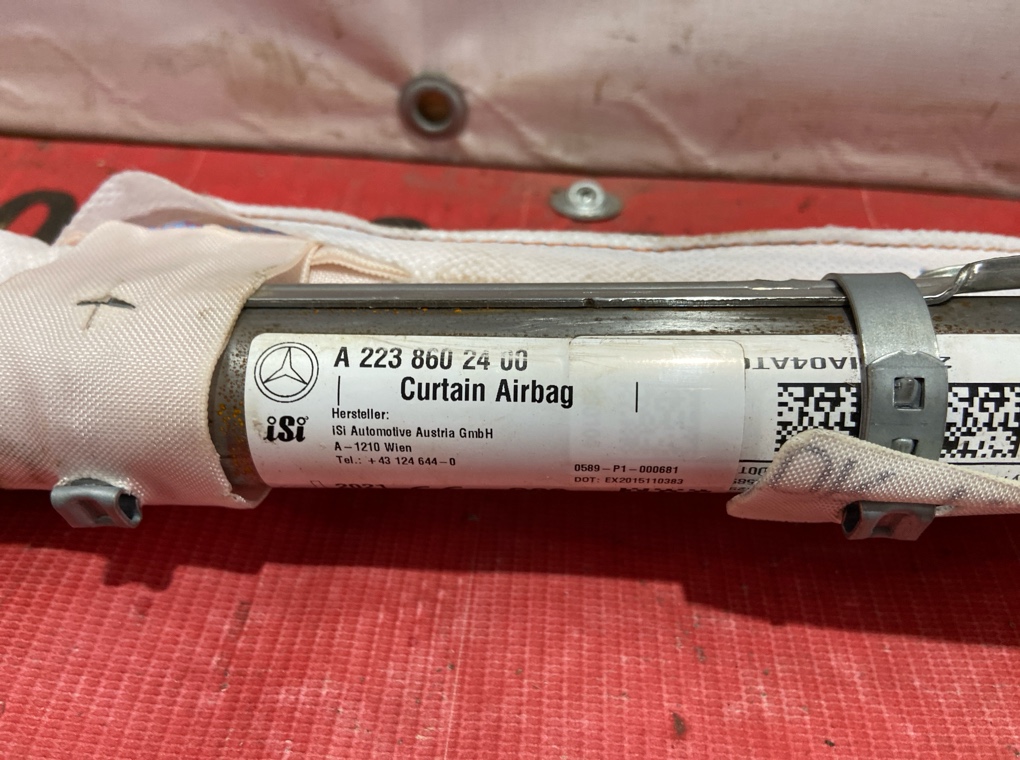 A 223 860 24 00
Curtain Airbag
iSi
Hersteller:
iSi Automotive Austria GmbH
A-1210 Wien
Tel.: +43 124 644-0
0589-P1-000681
DOT: EX2015110383
2021